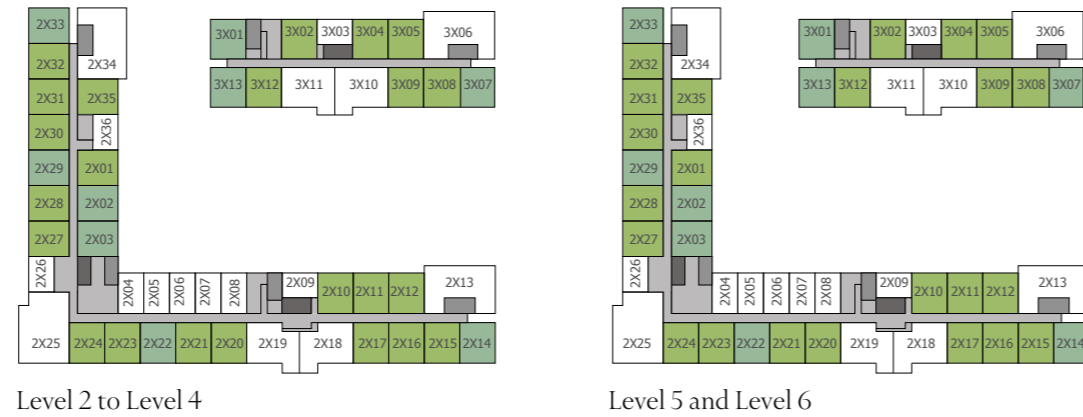 2X33
2X32
2X31
2X30
2X29
2X28
2X27
2X26
2X25
2X34
2X35
2X36
2X01
2X02
2X03
2X04 2X05 2X06 2X07 2X08 2X09 2X10 2X11 2X12 2X13
2X24 2X23 2X22 2X21 2X20 2X19 2X18 2X17 2X16 2X15 2X14
3X01 3X02 3X03 3X04 3X05 3X06
3X13 3X12 3X11 3X10 3X09 3X08 3X07
Level 2 to Level 4
2X33
2X32
2X31
2X30
2X29
2X28
2X27
2X26
2X25
2X34
2X35
2X36
2X01
2X02
2X03
2X04 2X05 2X06 2X07 2X08 2X09 2X10 2X11 2X12 2X13
2X24 2X23 2X22 2X21 2X20 2X19 2X18 2X17 2X16 2X15 2X14
3X01 3X02 3X03 3X04 3X05 3X06
3X13 3X12 3X11 3X10 3X09 3X08 3X07
Level 5 and Level 6